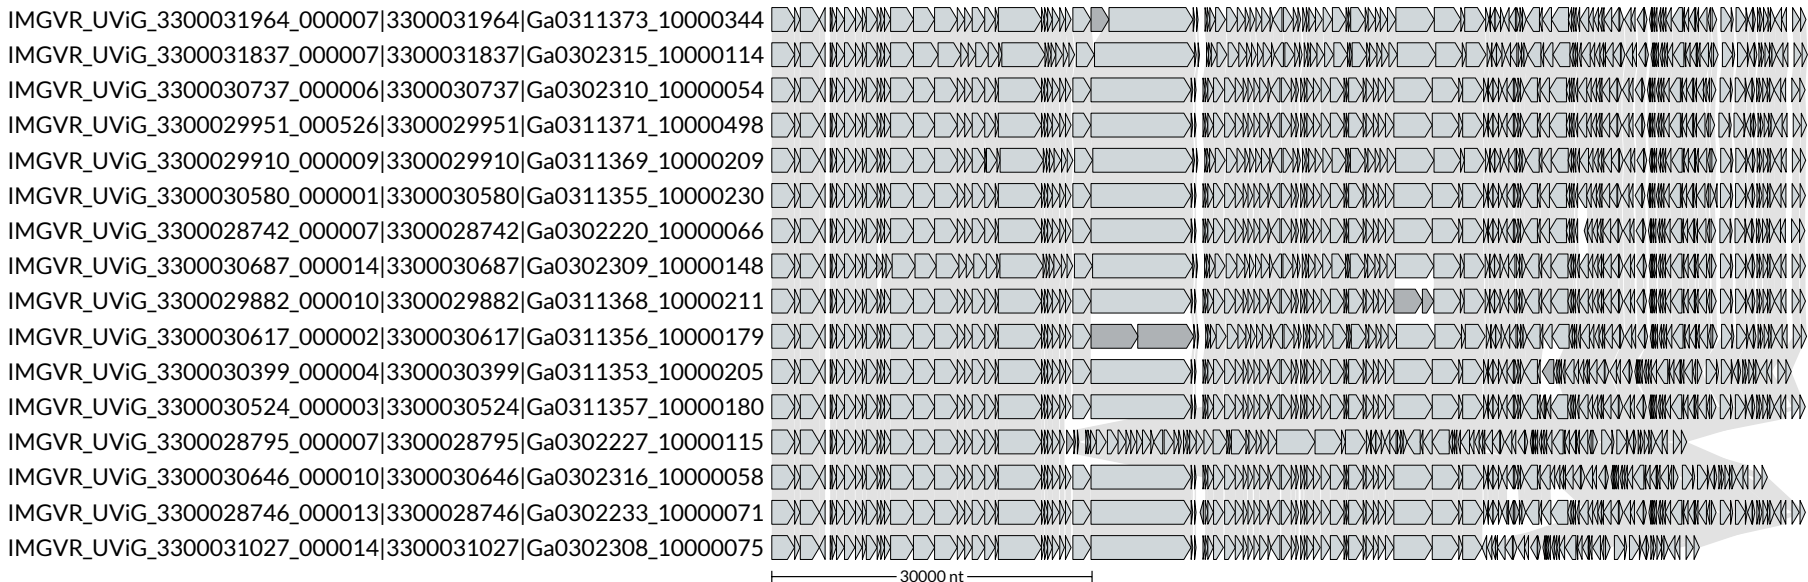 IMGVR_UViG_3300031964_000007|3300031964|Ga0311373_10000344
IMGVR_UViG_3300031837_000007|3300031837|Ga0302315_10000114
IMGVR_UViG_3300030737_000006|3300030737|Ga0302310_10000054
IMGVR_UViG_3300029951_000526|3300029951|Ga0311371_10000498
IMGVR_UViG_3300029910_000009|3300029910|Ga0311369_10000209
IMGVR_UViG_3300030580_000001|3300030580|Ga0311355_10000230
IMGVR_UViG_3300028742_000007|3300028742|Ga0302220_10000066
IMGVR_UViG_3300030687_000014|3300030687|Ga0302309_10000148
IMGVR_UViG_3300029882_000010|3300029882|Ga0311368_10000211
IMGVR_UViG_3300030617_000002|3300030617|Ga0311356_10000179
IMGVR_UViG_3300030399_000004|3300030399|Ga0311353_10000205
IMGVR_UViG_3300030524_000003|3300030524|Ga0311357_10000180
IMGVR_UViG_3300028795_000007|3300028795|Ga0302227_10000115
IMGVR_UViG_3300030646_000010|3300030646|Ga0302316_10000058
IMGVR_UViG_3300028746_000013|3300028746|Ga0302233_10000071
IMGVR_UViG_3300031027_000014|3300031027|Ga0302308_10000075
30000 nt